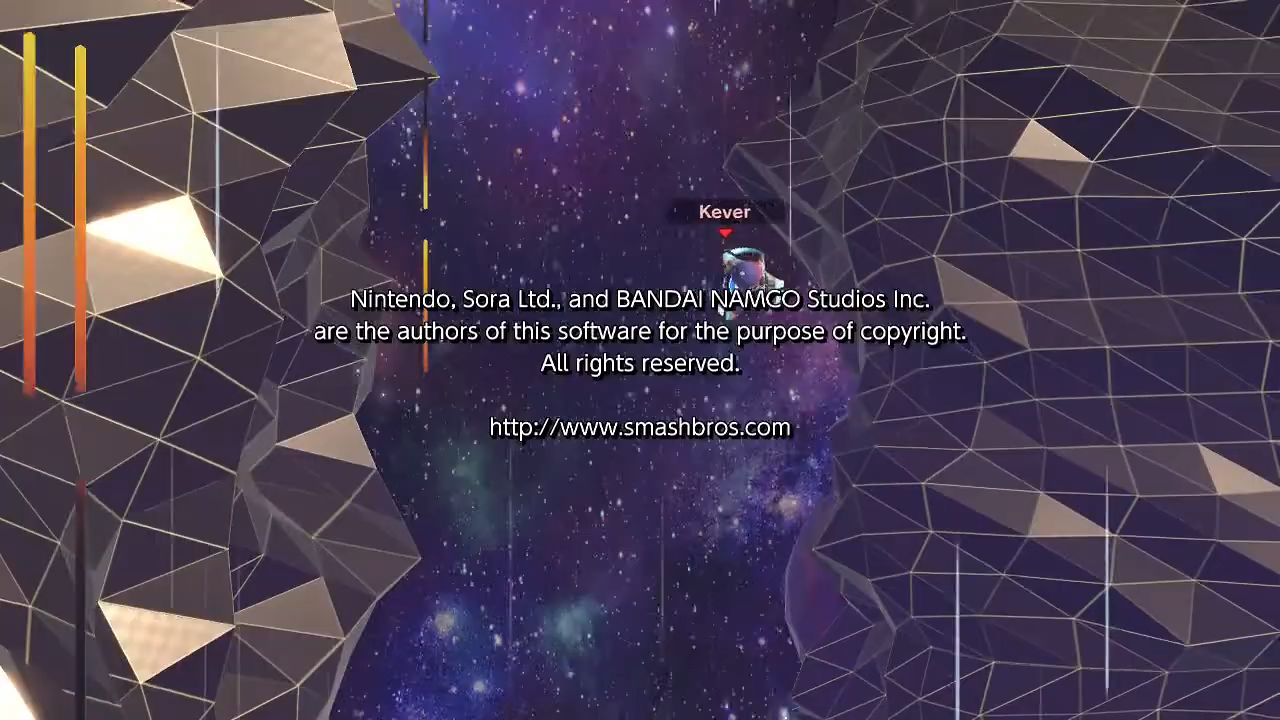 Kever
Nintendo, Sora Ltd., and BANDAI NAMCO Studios Inc.
are the authors of this software for the purpose of copyright.
All rights reserved.
http://www.smashbros.com